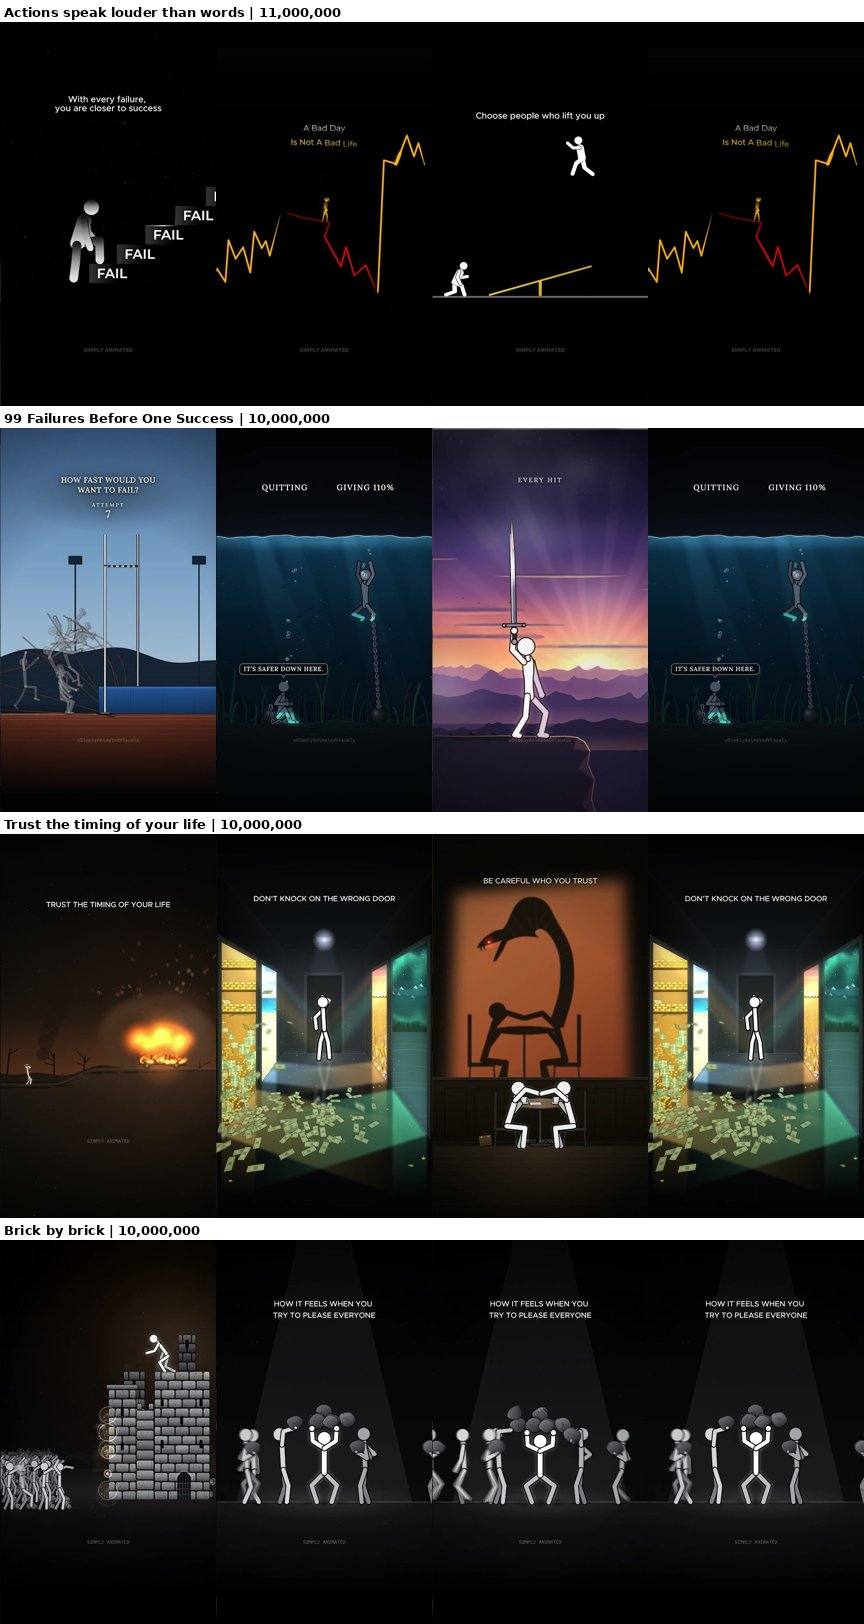 Actions speak louder than words | 11,000,000
With every failure,
you are closer to success
FAIL
FAIL
FAIL
FAIL
SIMPLY ANIMATED
A Bad Day
Is Not A Bad Life
SIMPLY ANIMATED
Choose people who lift you up
SIMPLY ANIMATED
A Bad Day
Is Not A Bad Life
SIMPLY ANIMATED
99 Failures Before One Success | 10,000,000
HOW FAST WOULD YOU
WANT TO FAIL?
ATTEMPT
7
@SimplyAnimatedVisuals
QUITTING GIVING 110%
IT'S SAFER DOWN HERE.
@SimplyAnimatedVisuals
EVERY HIT
@SimplyAnimatedVisuals
QUITTING GIVING 110%
IT'S SAFER DOWN HERE.
@SimplyAnimatedVisuals
Trust the timing of your life | 10,000,000
TRUST THE TIMING OF YOUR LIFE
SIMPLY ANIMATED
DON'T KNOCK ON THE WRONG DOOR
BE CAREFUL WHO YOU TRUST
DON'T KNOCK ON THE WRONG DOOR
Brick by brick | 10,000,000
SIMPLY ANIMATED
HOW IT FEELS WHEN YOU
TRY TO PLEASE EVERYONE
SIMPLY ANIMATED
HOW IT FEELS WHEN YOU
TRY TO PLEASE EVERYONE
SIMPLY ANIMATED
HOW IT FEELS WHEN YOU
TRY TO PLEASE EVERYONE
SIMPLY ANIMATED